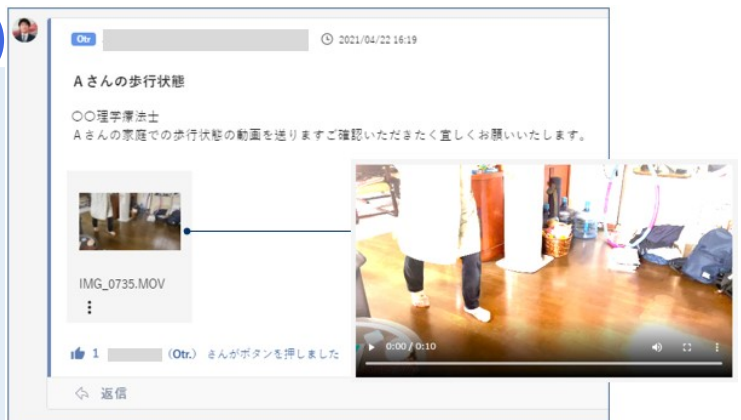 Otr
2021/04/22 16:19
Aさんの歩行状態
〇〇理学療法士
Aさんの家庭での歩行状態の動画を送りますご確認いただきたく宜しくお願いいたします。
IMG_0735.MOV
0:00 / 0:10
1 (Otr.) さんがボタンを押しました
返信